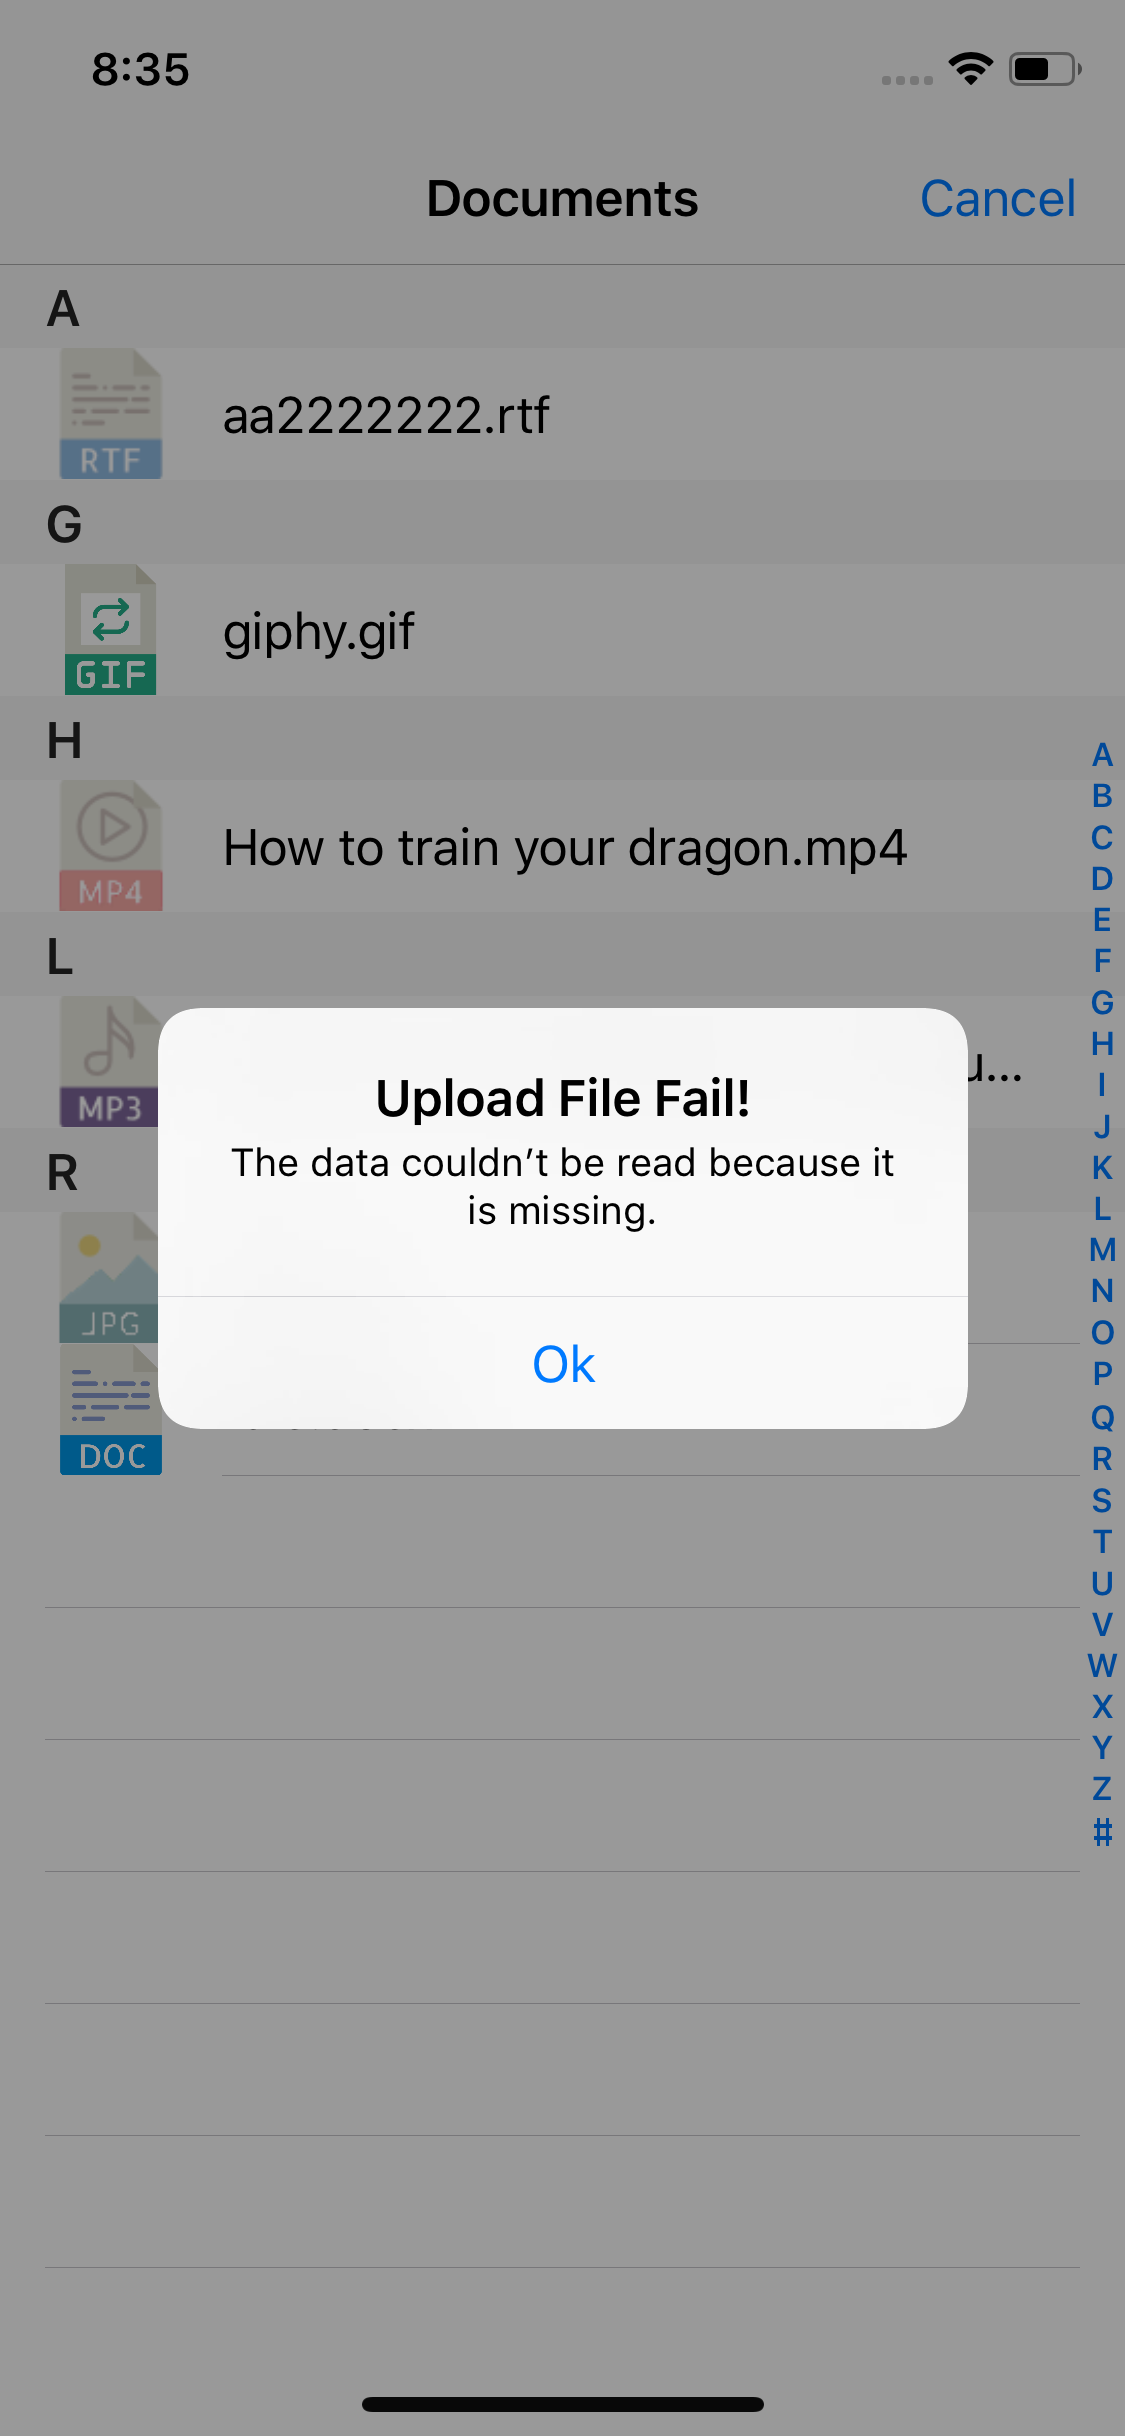 8:35
Documents
Cancel
A
RTF
aa2222222.rtf
G
GIF
giphy.gif
H
MP4
How to train your dragon.mp4
L
MP3
u...
Upload File Fail!
The data couldn’t be read because it
is missing.
Ok
R
JPG
DOC
A
B
C
D
E
F
G
H
I
J
K
L
M
N
O
P
Q
R
S
T
U
V
W
X
Y
Z
#